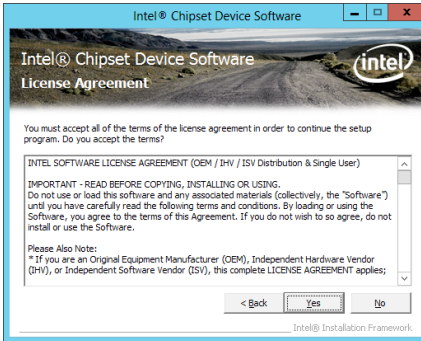 Intel® Chipset Device Software
Intel® Chipset Device Software
intel
License Agreement
You must accept all of the terms of the license agreement in order to continue the setup
program. Do you accept the terms?
INTEL SOFTWARE LICENSE AGREEMENT (OEM / IHV / ISV Distribution & Single User)
IMPORTANT - READ BEFORE COPYING, INSTALLING OR USING.
Do not use or load this software and any associated materials (collectively, the "Software")
until you have carefully read the following terms and conditions. By loading or using the
Software, you agree to the terms of this Agreement. If you do not wish to so agree, do not
install or use the Software.
Please Also Note:
* If you are an Original Equipment Manufacturer (OEM), Independent Hardware Vendor
(IHV), or Independent Software Vendor (ISV), this complete LICENSE AGREEMENT applies;
< Back Yes No
Intel® Installation Framework